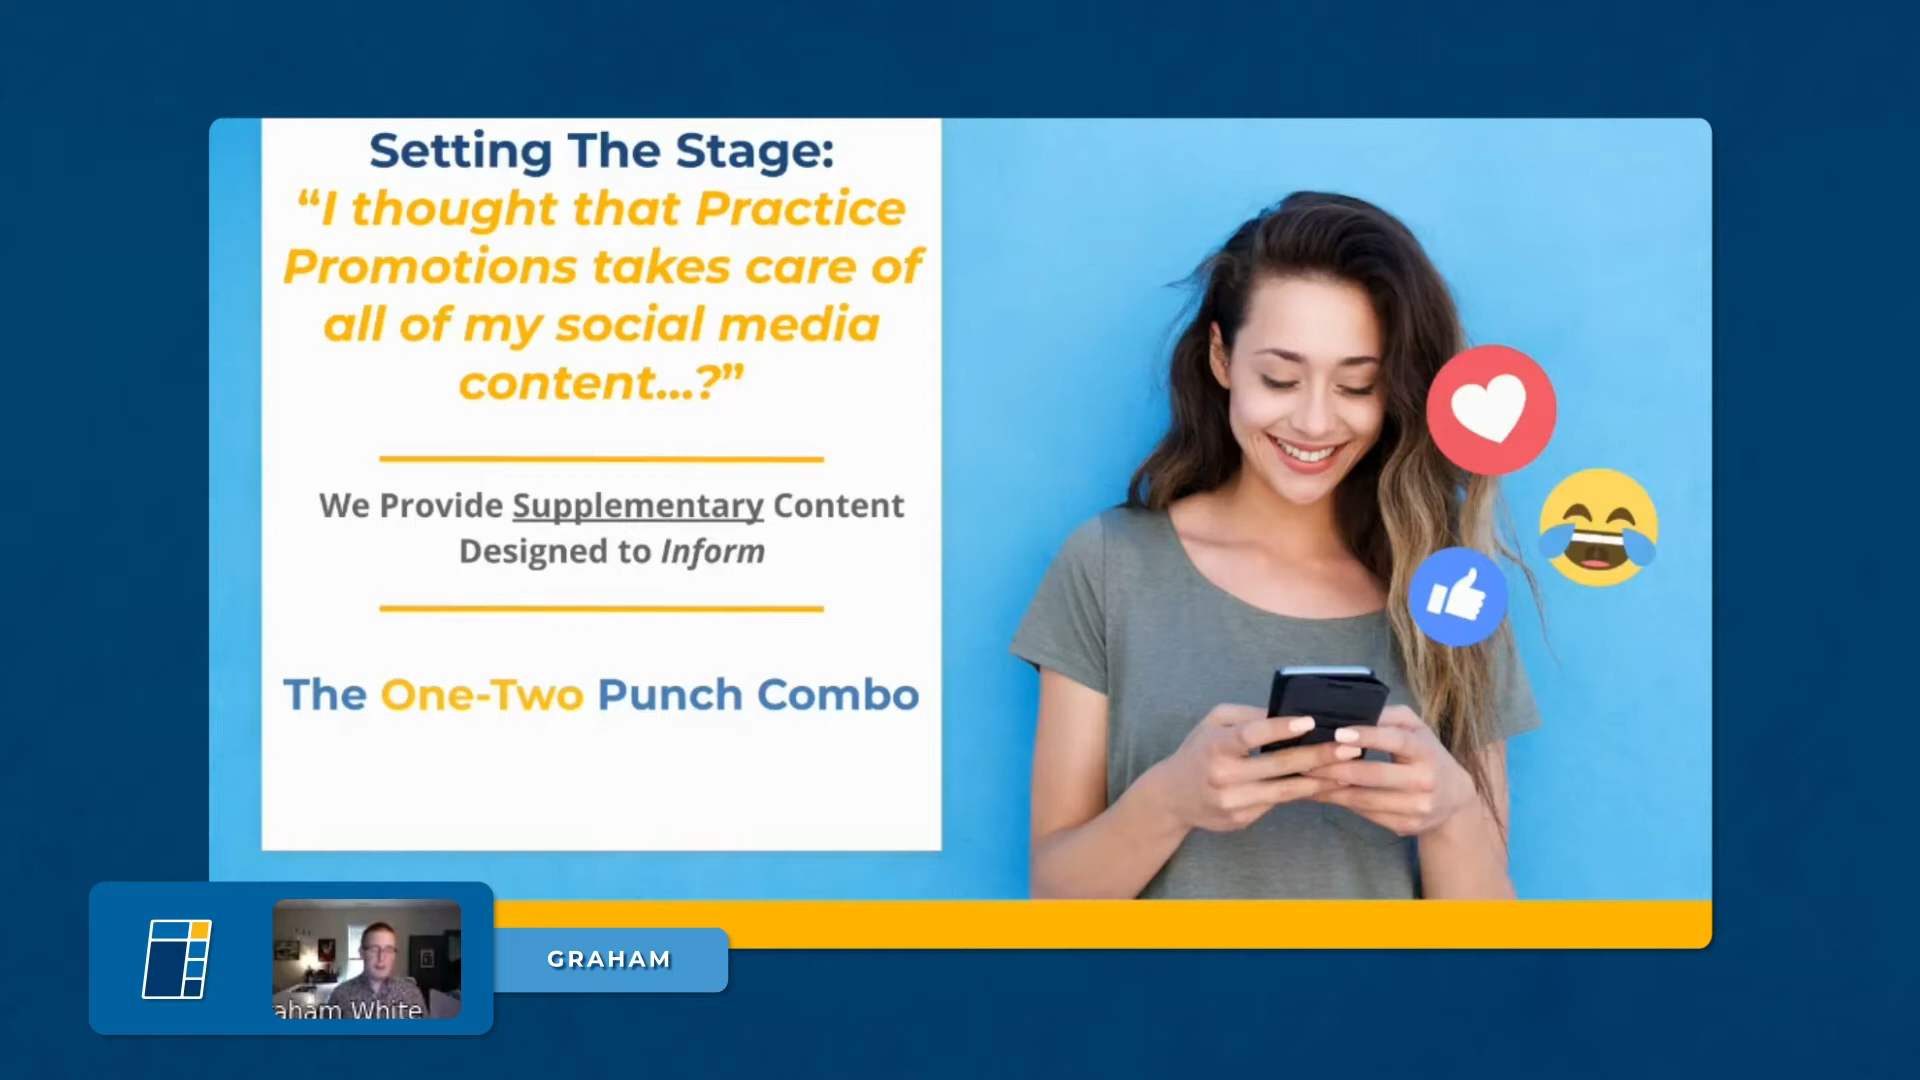 Setting The Stage:
“I thought that Practice
Promotions takes care of
all of my social media
content...?”
We Provide Supplementary Content
Designed to Inform
The One-Two Punch Combo
GRAHAM
aham White